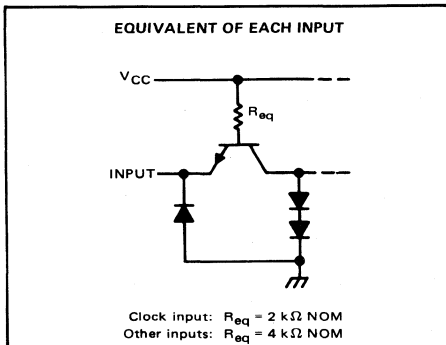 EQUIVALENT OF EACH INPUT
VCC
Req
INPUT
Clock input: Req = 2 kΩ NOM
Other inputs: Req = 4 kΩ NOM